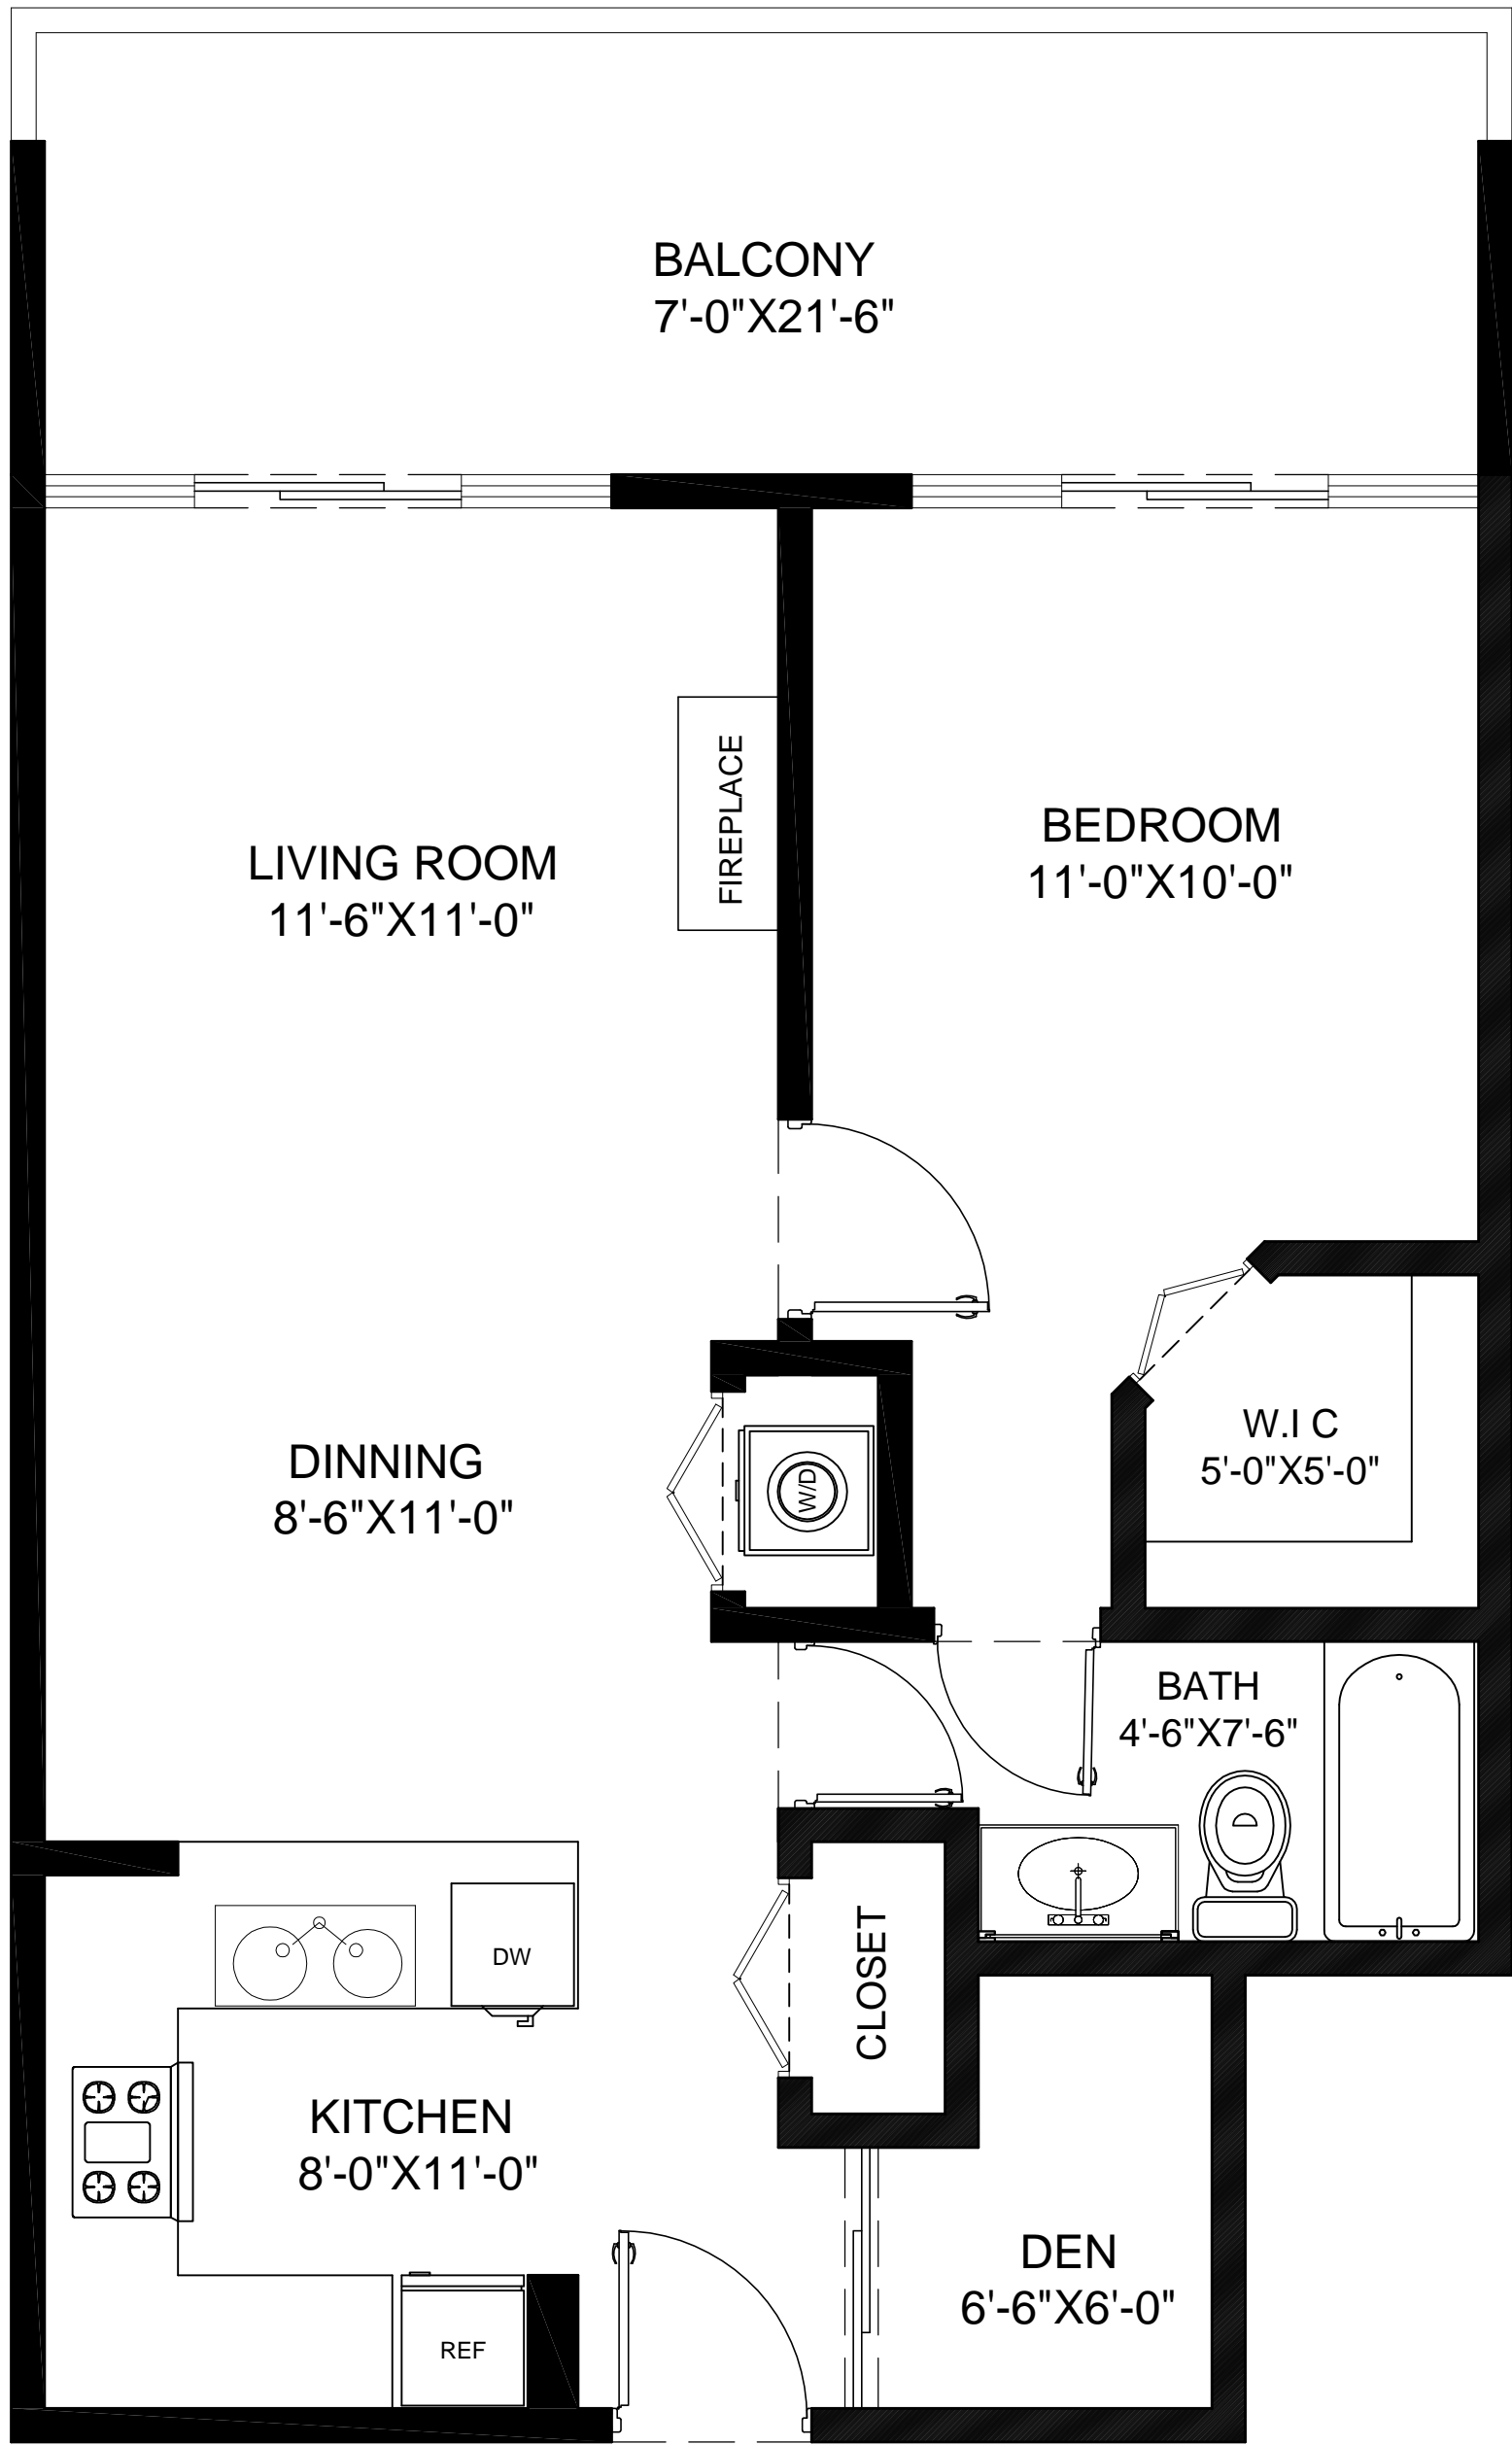 BALCONY
7'-0"X21'-6"
LIVING ROOM
11'-6"X11'-0"
FIREPLACE
BEDROOM
11'-0"X10'-0"
DINNING
8'-6"X11'-0"
W/D
W.I C
5'-0"X5'-0"
BATH
4'-6"X7'-6"
DW
CLOSET
KITCHEN
8'-0"X11'-0"
DEN
6'-6"X6'-0"
REF